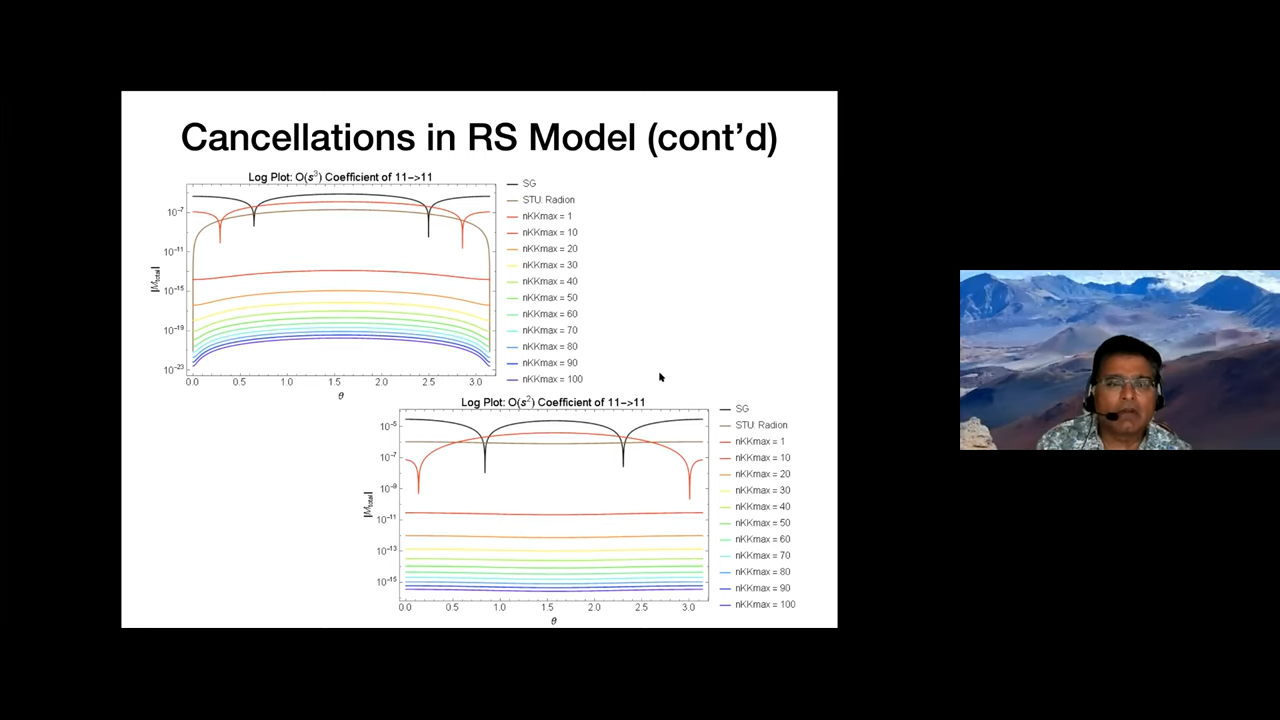 Cancellations in RS Model (cont'd)
Log Plot: O(s^3) Coefficient of 11->11
|M_total|
10^-7
10^-11
10^-15
10^-19
10^-23
0.0 0.5 1.0 1.5 2.0 2.5 3.0
θ
SG
STU: Radion
nKKmax = 1
nKKmax = 10
nKKmax = 20
nKKmax = 30
nKKmax = 40
nKKmax = 50
nKKmax = 60
nKKmax = 70
nKKmax = 80
nKKmax = 90
nKKmax = 100
Log Plot: O(s^2) Coefficient of 11->11
|M_total|
10^-5
10^-7
10^-9
10^-11
10^-13
10^-15
0.0 0.5 1.0 1.5 2.0 2.5 3.0
θ
SG
STU: Radion
nKKmax = 1
nKKmax = 10
nKKmax = 20
nKKmax = 30
nKKmax = 40
nKKmax = 50
nKKmax = 60
nKKmax = 70
nKKmax = 80
nKKmax = 90
nKKmax = 100